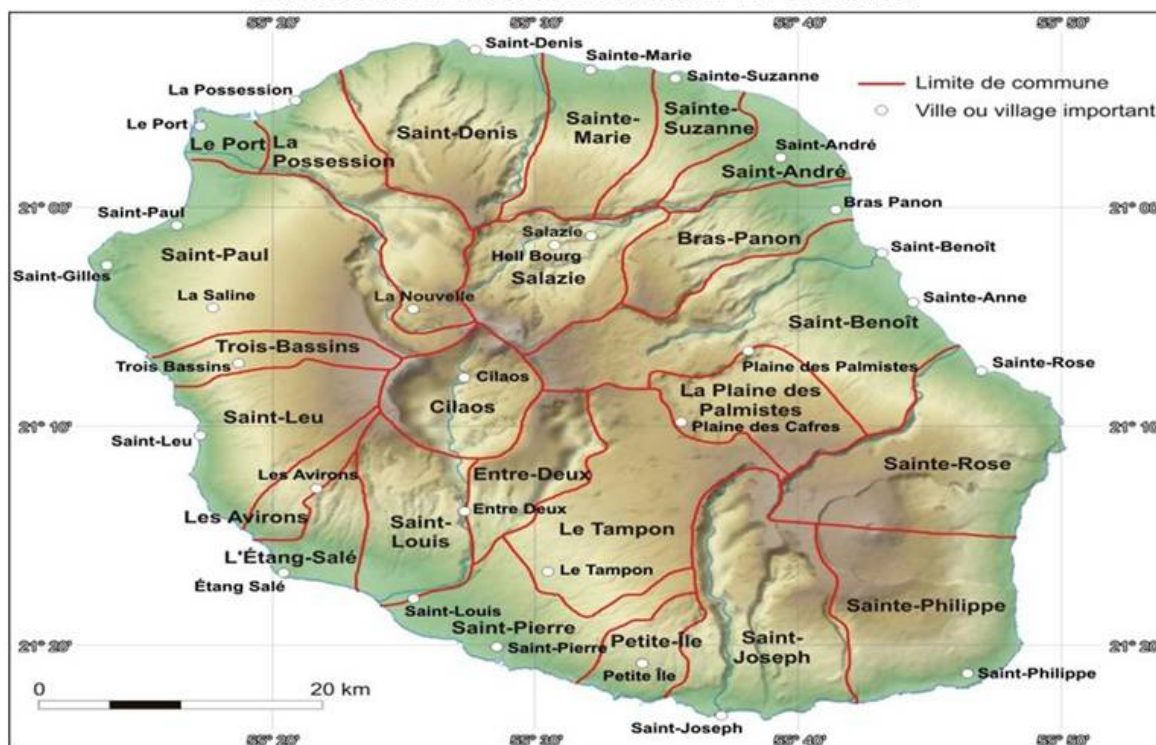 55° 20'
55° 30'
55° 40'
55° 50'
Saint-Denis
Sainte-Marie
Sainte-Suzanne
Limite de commune
Ville ou village important
La Possession
Le Port
Saint-Denis
Sainte-
Marie
Sainte-
Suzanne
Le Port
La
Possession
Saint-André
Saint-André
21° 00'
Saint-Paul
Bras Panon
21° 00'
Salazie
Bras-Panon
Saint-Paul
Hell Bourg
Saint-Benoît
Saint-Gilles
Salazie
La Saline
La Nouvelle
Sainte-Anne
Saint-Benoît
Trois-Bassins
Trois Bassins
Plaine des Palmistes
Sainte-Rose
Cilaos
La Plaine des
Palmistes
Cilaos
Saint-Leu
Plaine des Cafres
21° 10'
Saint-Leu
21° 10'
Les Avirons
Entre-Deux
Sainte-Rose
Les Avirons
Entre Deux
Saint-
Louis
Le Tampon
L'Étang-Salé
Étang Salé
Le Tampon
Saint-Louis
Sainte-Philippe
Saint-Pierre
21° 20'
Saint-Pierre
Petite-Île
Saint-
Joseph
21° 20'
Petite Île
Saint-Philippe
0 20 km
Saint-Joseph
55° 20'
55° 30'
55° 40'
55° 50'